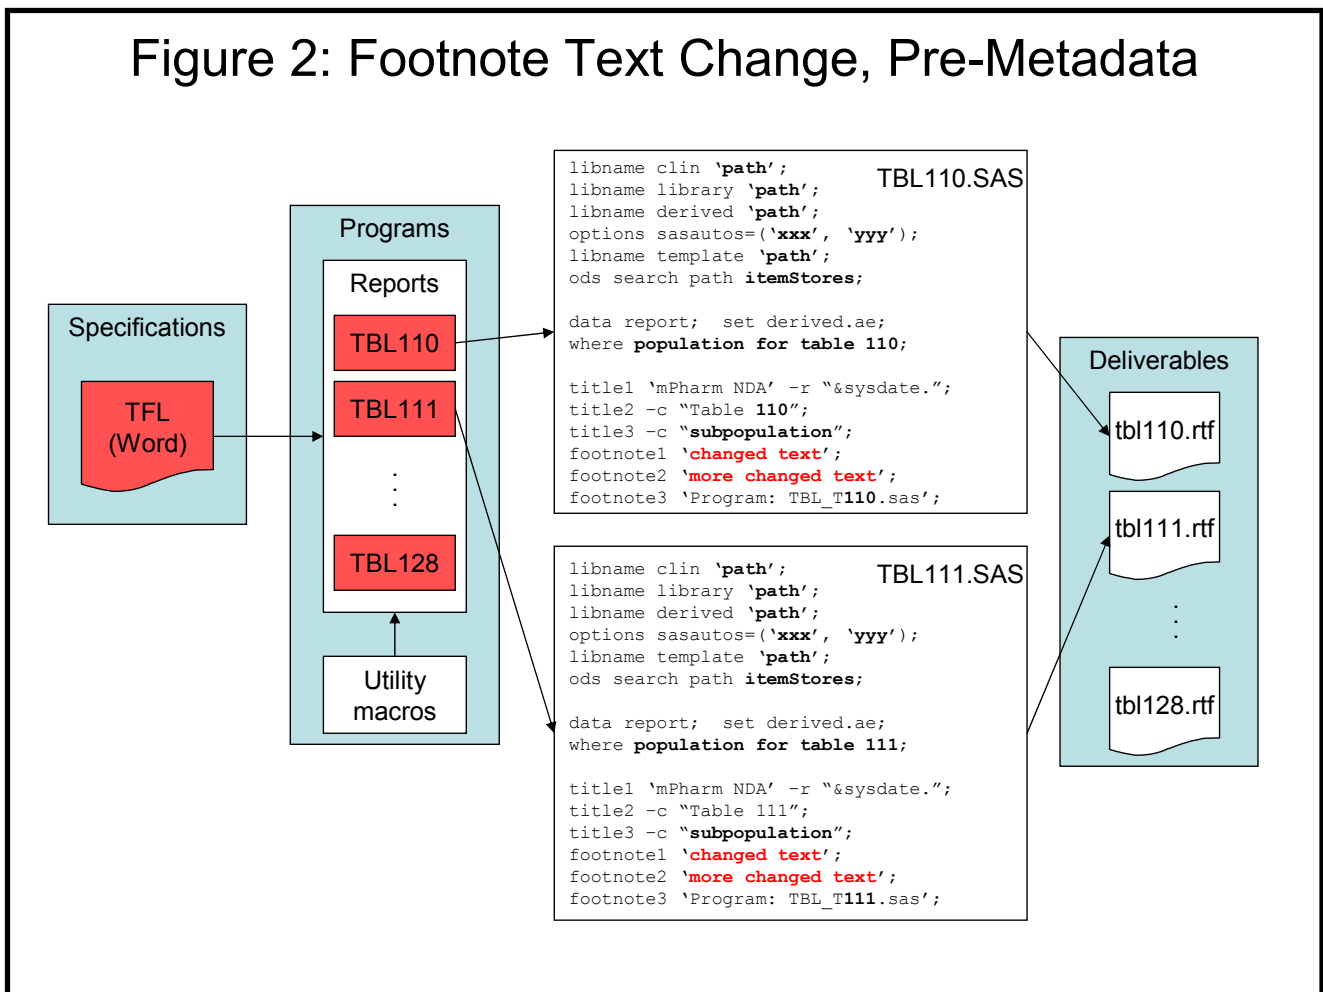 Figure 2: Footnote Text Change, Pre-Metadata
Specifications
TFL
(Word)
Programs
Reports
TBL110
TBL111
.
.
.
TBL128
Utility
macros
TBL110.SAS
libname clin ‘path’;
libname library ‘path’;
libname derived ‘path’;
options sasautos=(‘xxx’, ‘yyy’);
libname template ‘path’;
ods search path itemStores;
data report;  set derived.ae;
where population for table 110;
title1 ‘mPharm NDA’ –r “&sysdate.”;
title2 –c “Table 110”;
title3 –c “subpopulation”;
footnote1 ‘changed text’;
footnote2 ‘more changed text’;
footnote3 ‘Program: TBL_T110.sas’;
TBL111.SAS
libname clin ‘path’;
libname library ‘path’;
libname derived ‘path’;
options sasautos=(‘xxx’, ‘yyy’);
libname template ‘path’;
ods search path itemStores;
data report;  set derived.ae;
where population for table 111;
title1 ‘mPharm NDA’ –r “&sysdate.”;
title2 –c “Table 111”;
title3 –c “subpopulation”;
footnote1 ‘changed text’;
footnote2 ‘more changed text’;
footnote3 ‘Program: TBL_T111.sas’;
Deliverables
tbl110.rtf
tbl111.rtf
.
.
.
tbl128.rtf